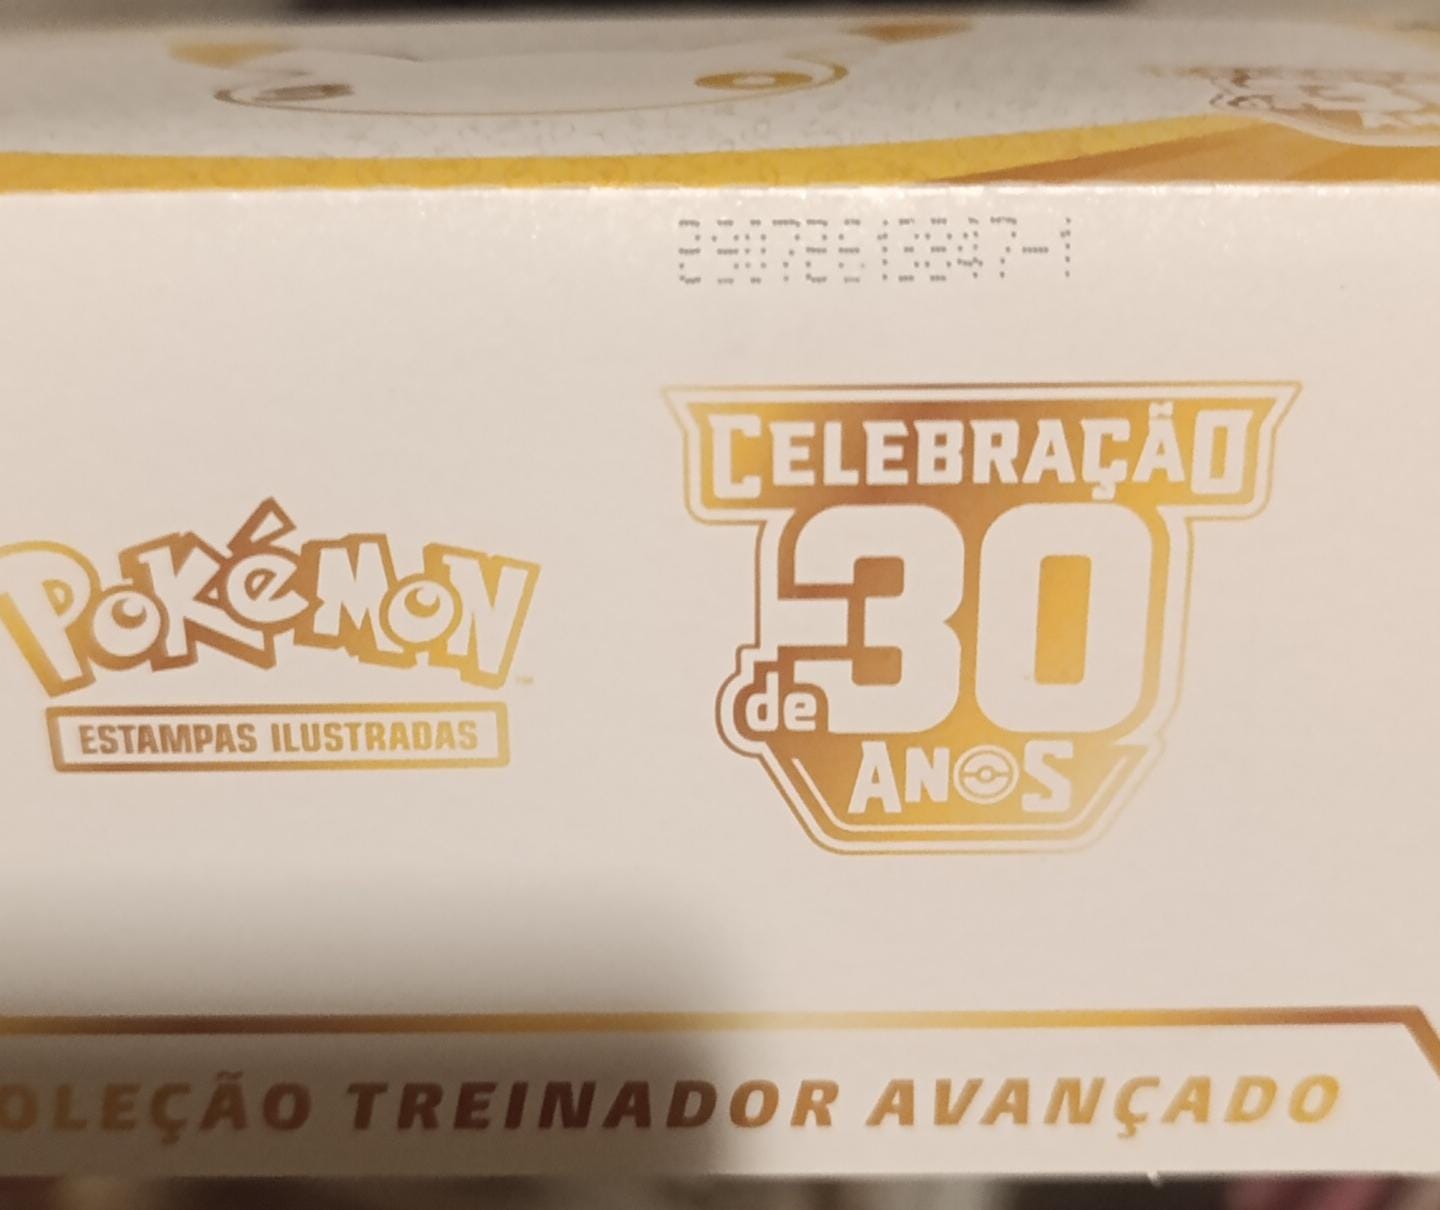 CELEBRAÇÃO
30
de
ANOS
Pokémon
ESTAMPAS ILUSTRADAS
OLEÇÃO TREINADOR AVANÇADO